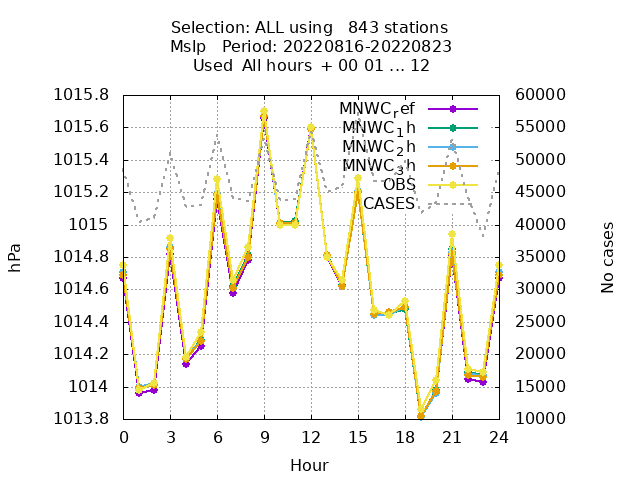 Selection: ALL using 843 stations
Mslp Period: 20220816-20220823
Used All hours + 00 01 ... 12
1015.8 60000
MNWC_ref
1015.6 55000
MNWC_1h
MNWC_2h
1015.4 50000
MNWC_3h
OBS
1015.2 45000
CASES
1015 40000
1014.8 35000
1014.6 30000
1014.4 25000
1014.2 20000
1014 15000
1013.8 10000
hPa
No cases
0 3 6 9 12 15 18 21 24
Hour